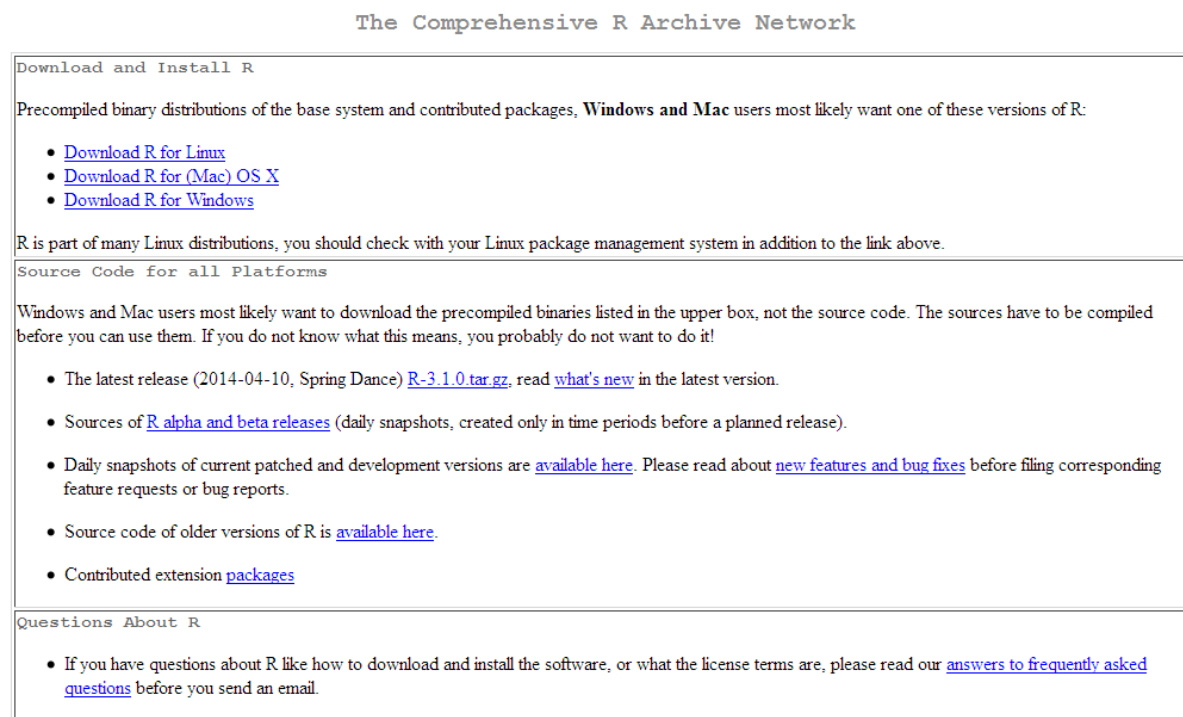 The Comprehensive R Archive Network
Download and Install R
Precompiled binary distributions of the base system and contributed packages, Windows and Mac users most likely want one of these versions of R:
Download R for Linux
Download R for (Mac) OS X
Download R for Windows
R is part of many Linux distributions, you should check with your Linux package management system in addition to the link above.
Source Code for all Platforms
Windows and Mac users most likely want to download the precompiled binaries listed in the upper box, not the source code. The sources have to be compiled
before you can use them. If you do not know what this means, you probably do not want to do it!
The latest release (2014-04-10, Spring Dance) R-3.1.0.tar.gz, read what's new in the latest version.
Sources of R alpha and beta releases (daily snapshots, created only in time periods before a planned release).
Daily snapshots of current patched and development versions are available here. Please read about new features and bug fixes before filing corresponding
feature requests or bug reports.
Source code of older versions of R is available here.
Contributed extension packages
Questions About R
If you have questions about R like how to download and install the software, or what the license terms are, please read our answers to frequently asked
questions before you send an email.